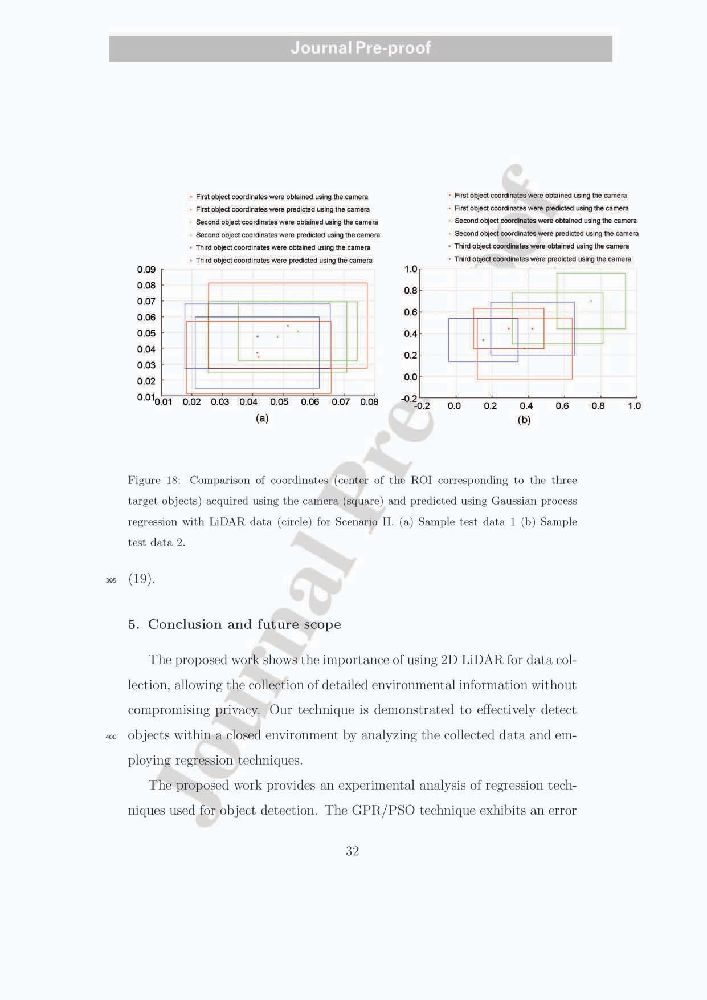 Journal Pre-proof
First object coordinates were obtained using the camera
First object coordinates were predicted using the camera
Second object coordinates were obtained using the camera
Second object coordinates were predicted using the camera
Third object coordinates were obtained using the camera
Third object coordinates were predicted using the camera
0.09
0.08
0.07
0.06
0.05
0.04
0.03
0.02
0.01
0.01 0.02 0.03 0.04 0.05 0.06 0.07 0.08
(a)
First object coordinates were obtained using the camera
First object coordinates were predicted using the camera
Second object coordinates were obtained using the camera
Second object coordinates were predicted using the camera
Third object coordinates were obtained using the camera
Third object coordinates were predicted using the camera
1.0
0.8
0.6
0.4
0.2
0.0
-0.2
-0.2 0.0 0.2 0.4 0.6 0.8 1.0
(b)
Figure 18: Comparison of coordinates (center of the ROI corresponding to the three
target objects) acquired using the camera (square) and predicted using Gaussian process
regression with LiDAR data (circle) for Scenario II. (a) Sample test data 1 (b) Sample
test data 2.
395 (19).
5. Conclusion and future scope
The proposed work shows the importance of using 2D LiDAR for data col-
lection, allowing the collection of detailed environmental information without
compromising privacy. Our technique is demonstrated to effectively detect
400 objects within a closed environment by analyzing the collected data and em-
ploying regression techniques.
The proposed work provides an experimental analysis of regression tech-
niques used for object detection. The GPR/PSO technique exhibits an error
32
Journal Pre-proof